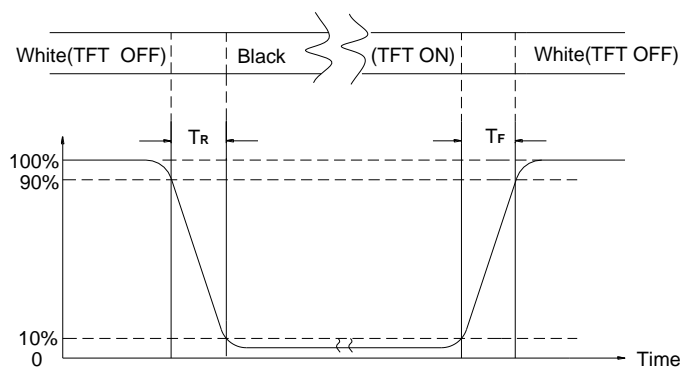 White(TFT OFF) Black (TFT ON) White(TFT OFF)
TR TF
100%
90%
10%
0
Time